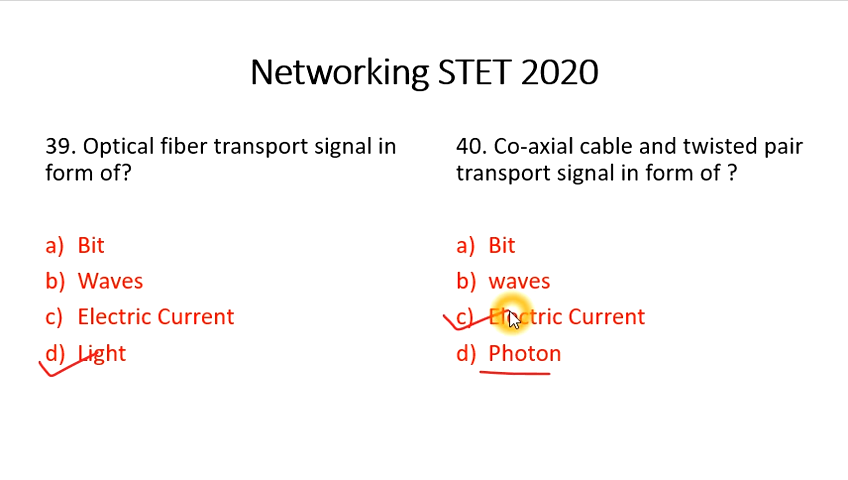 Networking STET 2020
39. Optical fiber transport signal in
form of?
a) Bit
b) Waves
c) Electric Current
d) Light
40. Co-axial cable and twisted pair
transport signal in form of ?
a) Bit
b) waves
c) Electric Current
d) Photon